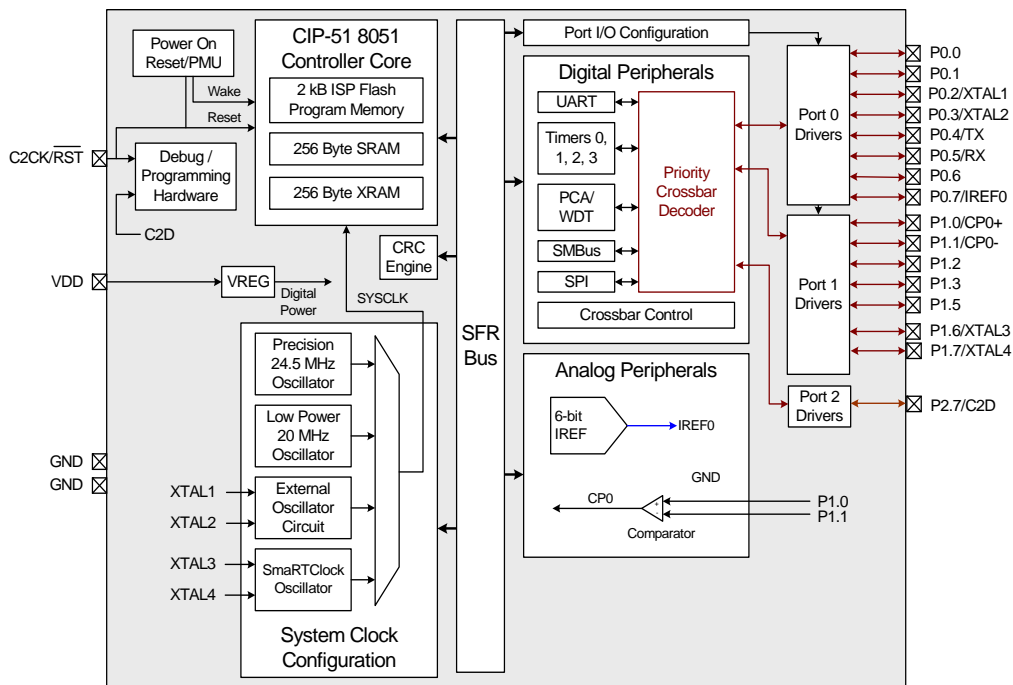 Power On
Reset/PMU
Wake
Reset
C2CK/RST
Debug /
Programming
Hardware
C2D
VDD
VREG
Digital
Power
GND
GND
CIP-51 8051
Controller Core
2 kB ISP Flash
Program Memory
256 Byte SRAM
256 Byte XRAM
CRC
Engine
SYSCLK
Precision
24.5 MHz
Oscillator
Low Power
20 MHz
Oscillator
XTAL1
XTAL2
External
Oscillator
Circuit
XTAL3
XTAL4
SmaRTClock
Oscillator
System Clock
Configuration
SFR
Bus
Port I/O Configuration
Digital Peripherals
UART
Timers 0,
1, 2, 3
PCA/
WDT
SMBus
SPI
Priority
Crossbar
Decoder
Crossbar Control
Analog Peripherals
6-bit
IREF
IREF0
GND
CP0
+
-
Comparator
P1.0
P1.1
Port 0
Drivers
Port 1
Drivers
Port 2
Drivers
P0.0
P0.1
P0.2/XTAL1
P0.3/XTAL2
P0.4/TX
P0.5/RX
P0.6
P0.7/IREF0
P1.0/CP0+
P1.1/CP0-
P1.2
P1.3
P1.5
P1.6/XTAL3
P1.7/XTAL4
P2.7/C2D